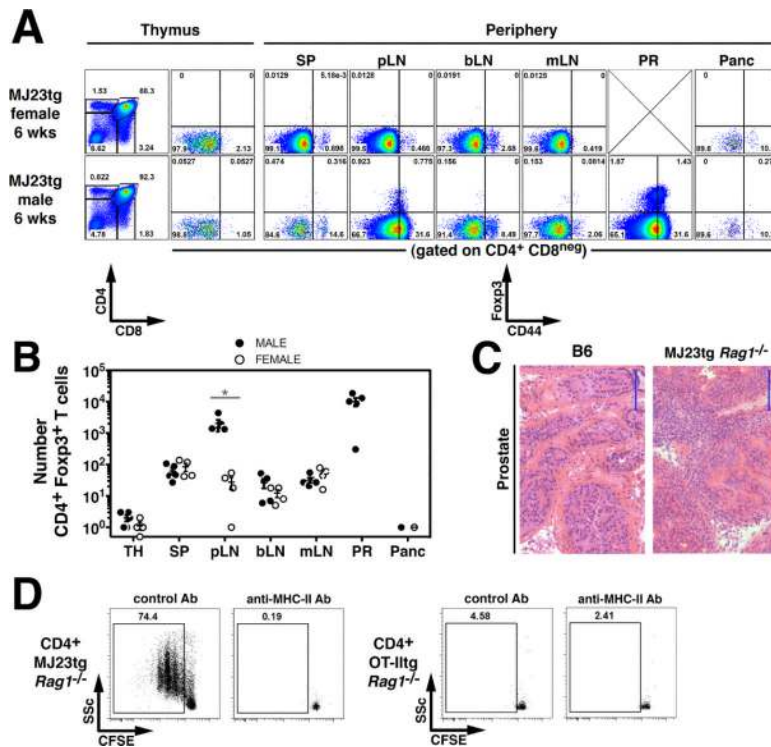 A
Thymus
Periphery
SP pLN bLN mLN PR Panc
MJ23tg
female
6 wks
1.53 88.3
6.62 3.24
0 0
97.9 2.13
0.0129 5.18e-3
99.1 0.898
0.0128 0
99.5 0.466
0.0191 0
97.3 2.68
0.0128 0
99.6 0.419
0 0
89.6
MJ23tg
male
6 wks
0.822 92.3
4.78 1.83
0.0527 0.0527
98.8 1.05
0.474 0.316
84.6 14.6
0.923 0.775
66.7 31.6
0.156 0
91.4 8.49
0.153 0.0814
97.7 2.06
1.87 1.43
65.1 31.6
0
89.6
(gated on CD4+ CD8neg)
CD4
CD8
Foxp3
CD44
B
MALE
FEMALE
Number
CD4+ Foxp3+ T cells
10^5
10^4
10^3
10^2
10^1
10^0
*
TH SP pLN bLN mLN PR Panc
C
B6 MJ23tg Rag1-/-
Prostate
D
control Ab anti-MHC-II Ab
74.4 0.19
CD4+
MJ23tg
Rag1-/-
SSc
CFSE
control Ab anti-MHC-II Ab
4.58 2.41
CD4+
OT-IItg
Rag1-/-
SSc
CFSE